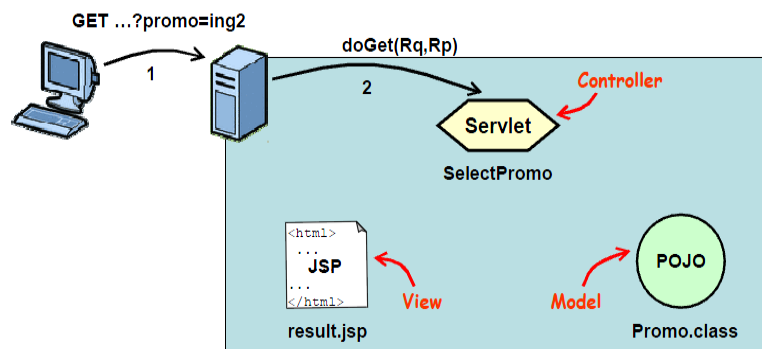 GET ...?promo=ing2
1
doGet(Rq,Rp)
2
Controller
Servlet
SelectPromo
<html>
...
JSP
...
</html>
View
result.jsp
Model
POJO
Promo.class